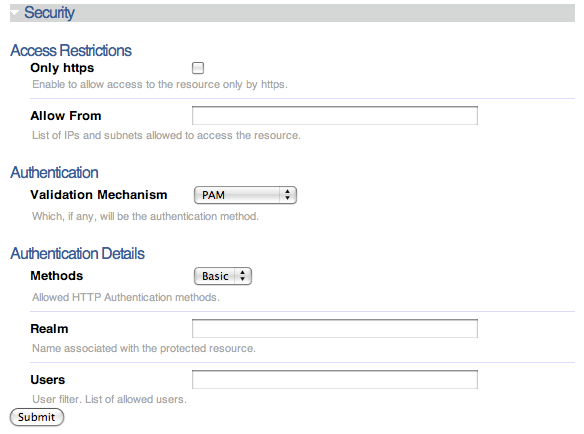 Security
Access Restrictions
Only https
Enable to allow access to the resource only by https.
Allow From
List of IPs and subnets allowed to access the resource.
Authentication
Validation Mechanism PAM
Which, if any, will be the authentication method.
Authentication Details
Methods Basic
Allowed HTTP Authentication methods.
Realm
Name associated with the protected resource.
Users
User filter. List of allowed users.
Submit